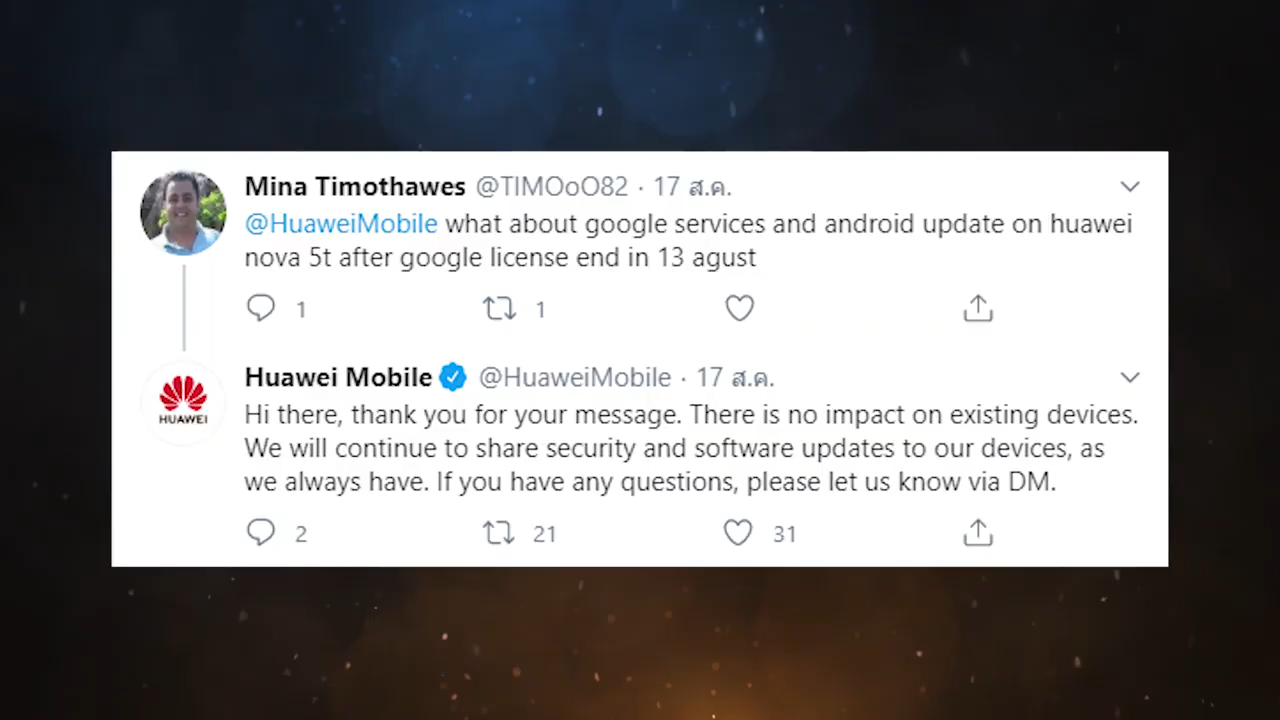 Mina Timothawes @TIMOoO82 · 17 ส.ค.
@HuaweiMobile what about google services and android update on huawei
nova 5t after google license end in 13 agust
1 1
Huawei Mobile @HuaweiMobile · 17 ส.ค.
HUAWEI
Hi there, thank you for your message. There is no impact on existing devices.
We will continue to share security and software updates to our devices, as
we always have. If you have any questions, please let us know via DM.
2 21 31